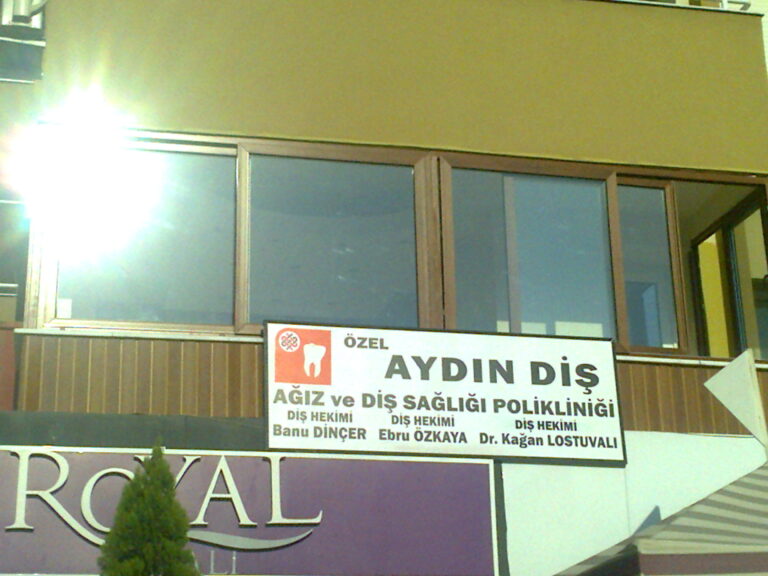 ÖZEL
AYDIN DİŞ
AĞIZ ve DİŞ SAĞLIĞI POLİKLİNİĞİ
DİŞ HEKİMİ DİŞ HEKİMİ DİŞ HEKİMİ
Banu DİNÇER Ebru ÖZKAYA Dr. Kağan LOSTUVALI
ROYAL